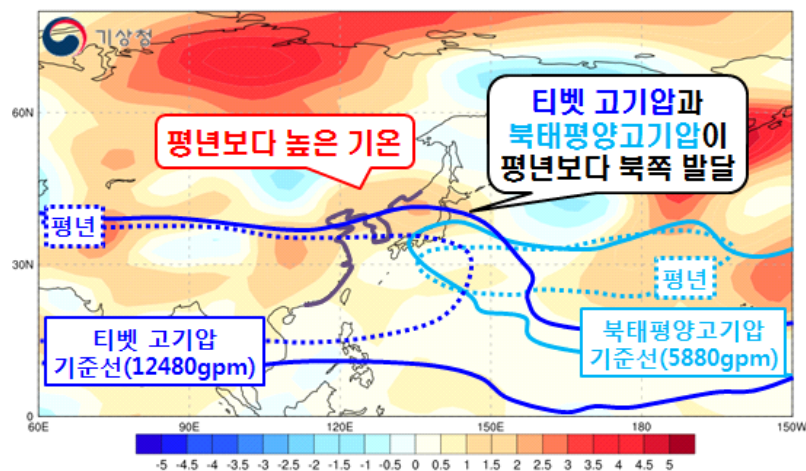 기상청
티벳 고기압과
북태평양고기압이
평년보다 북쪽 발달
평년보다 높은 기온
평년
평년
티벳 고기압
기준선(12480gpm)
북태평양고기압
기준선(5880gpm)
60N
30N
0
60E 90E 120E 150E 180 150W
-5 -4.5 -4 -3.5 -3 -2.5 -2 -1.5 -1 -0.5 0 0.5 1 1.5 2 2.5 3 3.5 4 4.5 5